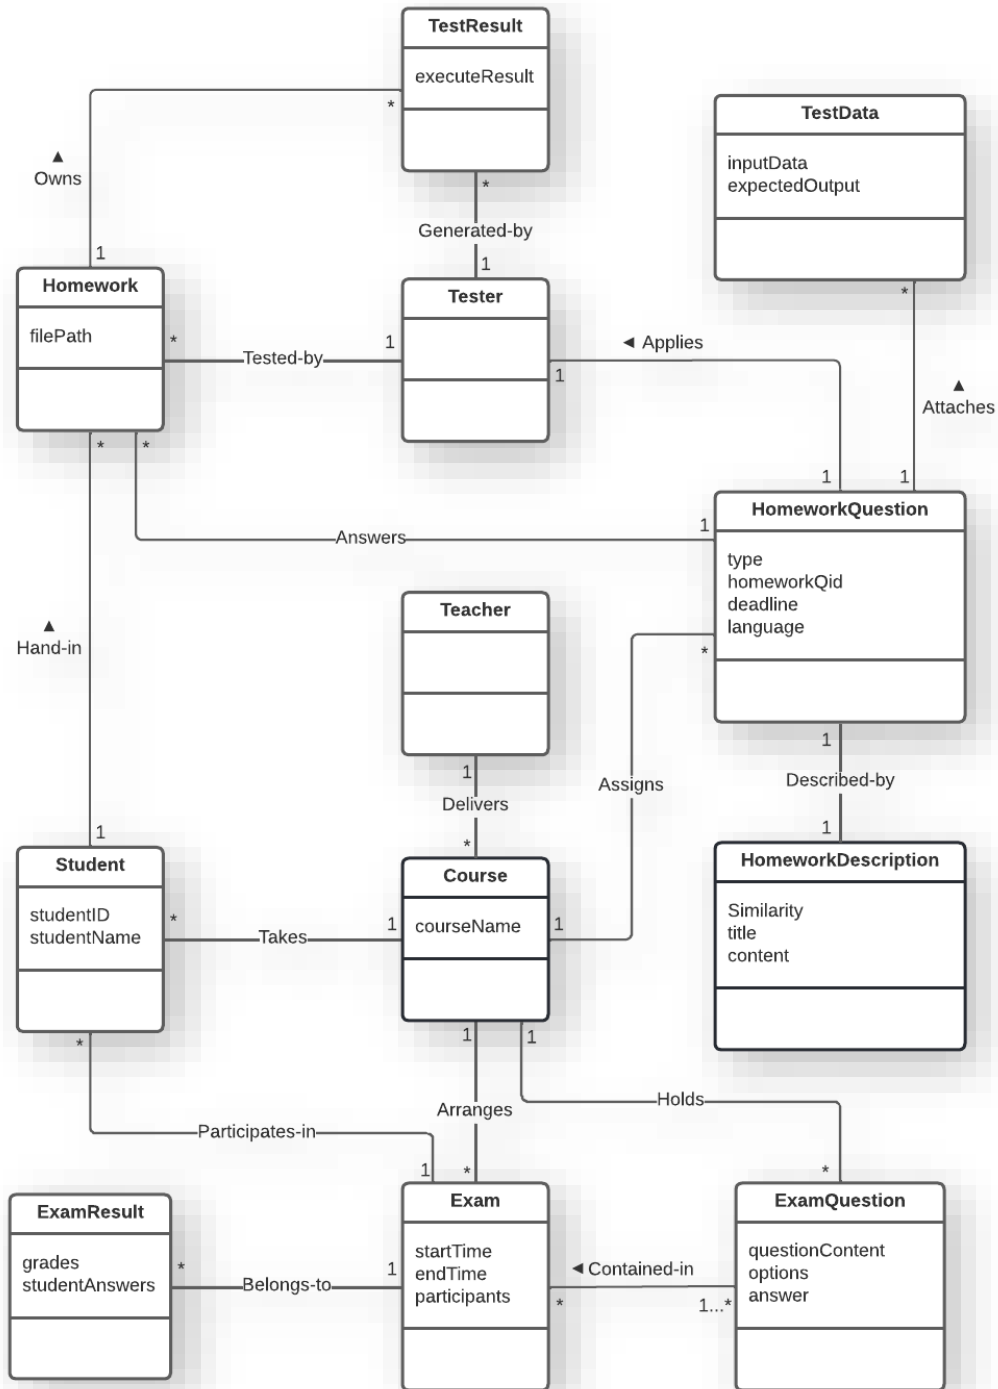 TestResult
executeResult
*
TestData
inputData
expectedOutput
▲
Owns
*
Generated-by
1
1
Homework
filePath
Tester
*
*
1
Tested-by
◄ Applies
1
▲
Attaches
*
*
1
1
HomeworkQuestion
type
homeworkQid
deadline
language
1
Answers
Teacher
▲
Hand-in
*
1
1
Delivers
Assigns
Described-by
*
1
1
Student
studentID
studentName
Course
courseName
HomeworkDescription
Similarity
title
content
*
1
1
Takes
*
1
1
Arranges
Holds
Participates-in
1
*
*
ExamResult
grades
studentAnswers
Exam
startTime
endTime
participants
ExamQuestion
questionContent
options
answer
*
1
Belongs-to
◄ Contained-in
*
1...*